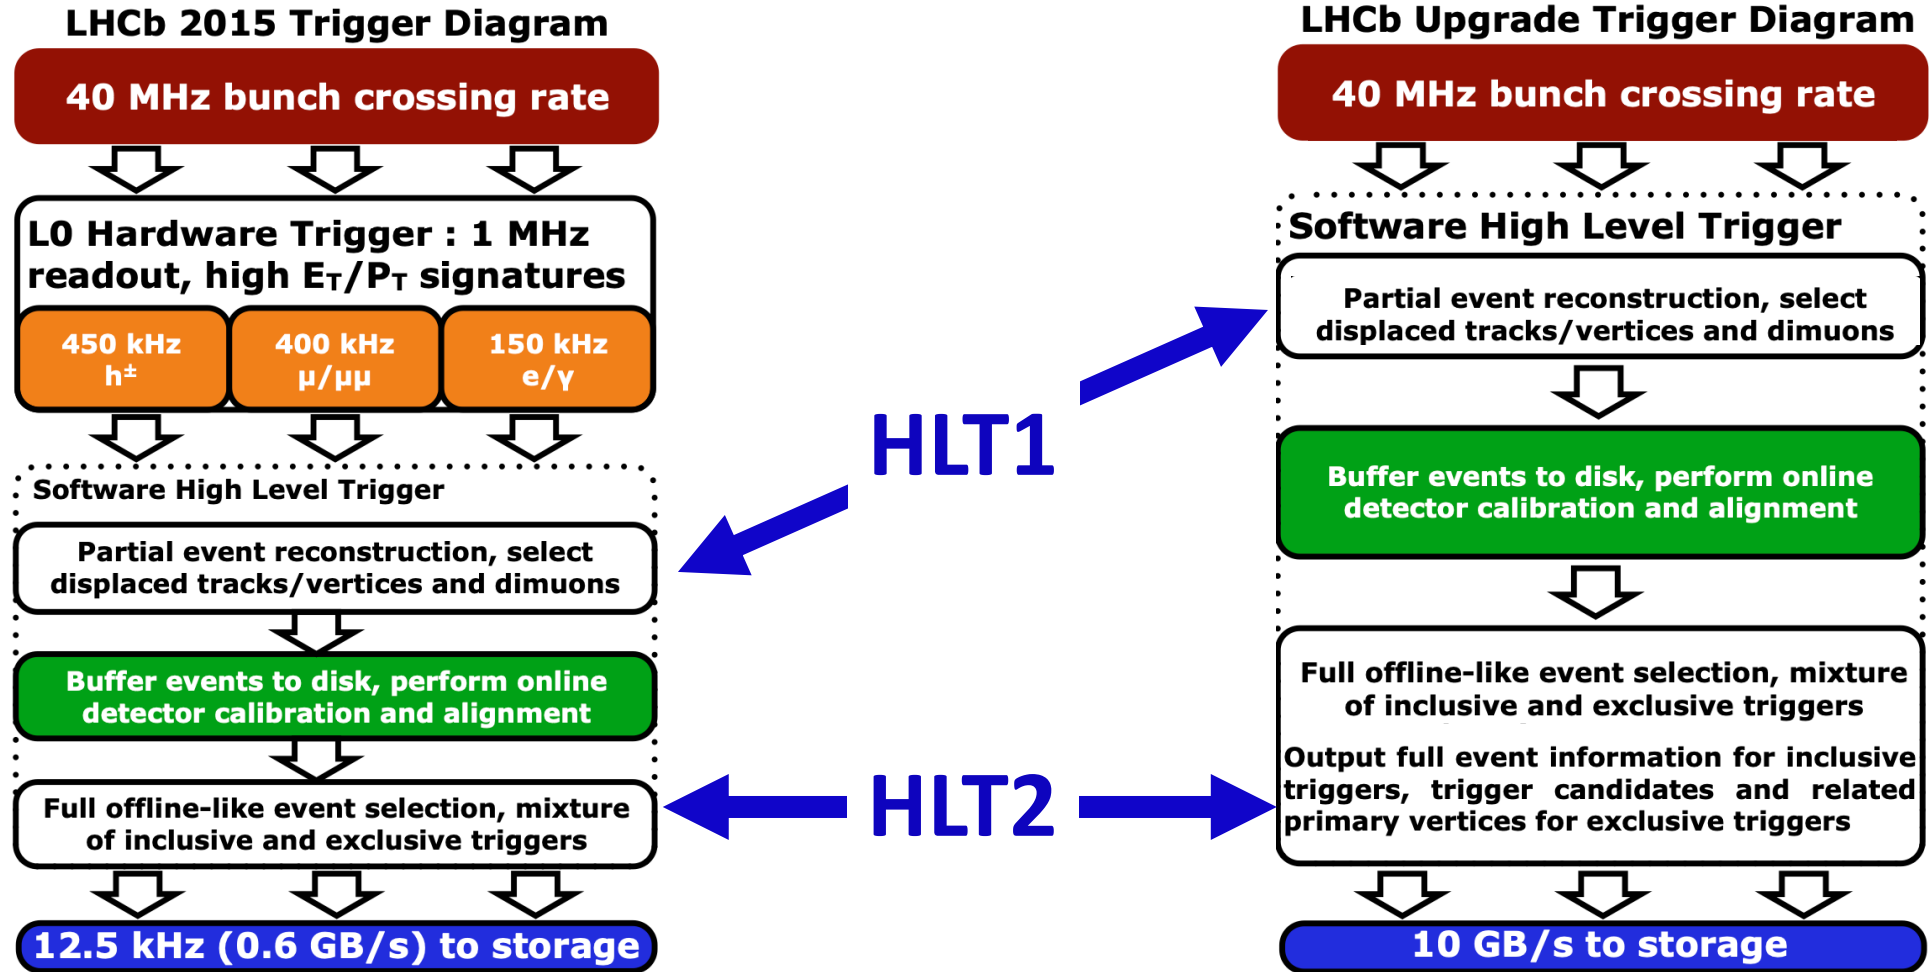 LHCb 2015 Trigger Diagram
40 MHz bunch crossing rate
L0 Hardware Trigger : 1 MHz
readout, high ET/PT signatures
450 kHz
h±
400 kHz
μ/μμ
150 kHz
e/γ
Software High Level Trigger
Partial event reconstruction, select
displaced tracks/vertices and dimuons
Buffer events to disk, perform online
detector calibration and alignment
Full offline-like event selection, mixture
of inclusive and exclusive triggers
12.5 kHz (0.6 GB/s) to storage
HLT1
HLT2
LHCb Upgrade Trigger Diagram
40 MHz bunch crossing rate
Software High Level Trigger
Partial event reconstruction, select
displaced tracks/vertices and dimuons
Buffer events to disk, perform online
detector calibration and alignment
Full offline-like event selection, mixture
of inclusive and exclusive triggers
Output full event information for inclusive
triggers, trigger candidates and related
primary vertices for exclusive triggers
10 GB/s to storage